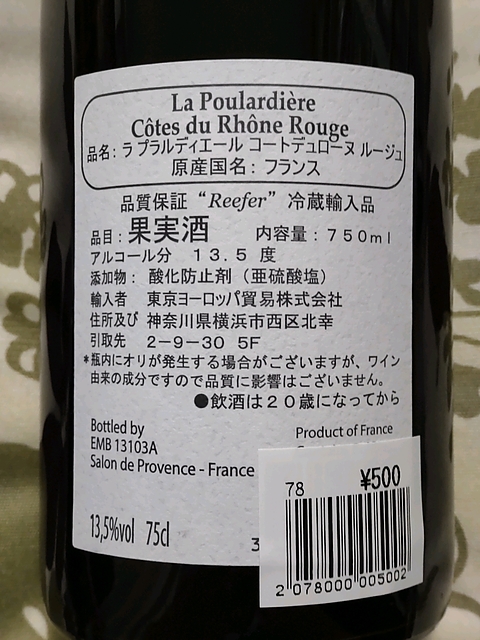 La Poulardière
Côtes du Rhône Rouge
品名: ラ プラルディエール コートデュローヌ ルージュ
原産国名: フランス
品質保証 “Reefer” 冷蔵輸入品
品目: 果実酒 内容量: 750ml
アルコール分 13.5 度
添加物: 酸化防止剤 (亜硫酸塩)
輸入者 東京ヨーロッパ貿易株式会社
住所及び 神奈川県横浜市西区北幸
引取先 2-9-30 5F
*瓶内にオリが発生する場合がございますが、ワイン
由来の成分ですので品質に影響はございません。
●飲酒は20歳になってから
Bottled by
EMB 13103A
Salon de Provence - France
Product of France
13,5%vol 75cl
3
78 ¥500
2 078000 005002